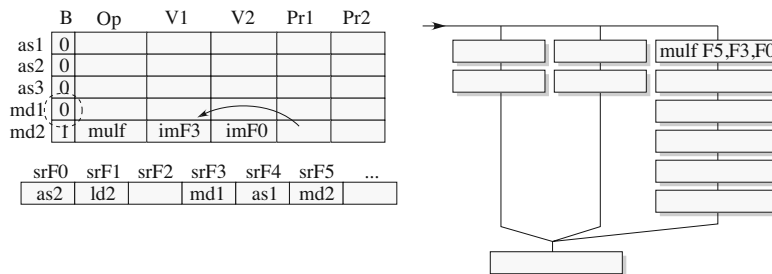 B Op V1 V2 Pr1 Pr2
as1 0
as2 0
as3 0
md1 0
md2 1 mulf imF3 imF0
srF0 srF1 srF2 srF3 srF4 srF5 ...
as2 ld2 md1 as1 md2
mulf F5,F3,F0